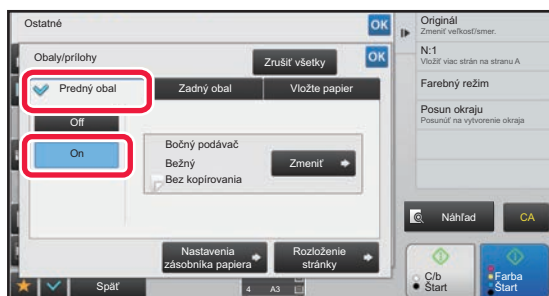 Ostatné
OK
Obaly/prílohy
Zrušiť všetky
OK
Predný obal
Zadný obal
Vložte papier
Off
On
Bočný podávač
Bežný
Bez kopírovania
Zmeniť
Nastavenia
zásobníka papiera
Rozloženie
stránky
Späť
4
A3
Originál
Zmeniť veľkosť/smer.
N:1
Vložiť viac strán na stranu A
Farebný režim
Posun okraju
Posunúť na vytvorenie okraja
Náhľad
CA
C/b
Štart
Farba
Štart